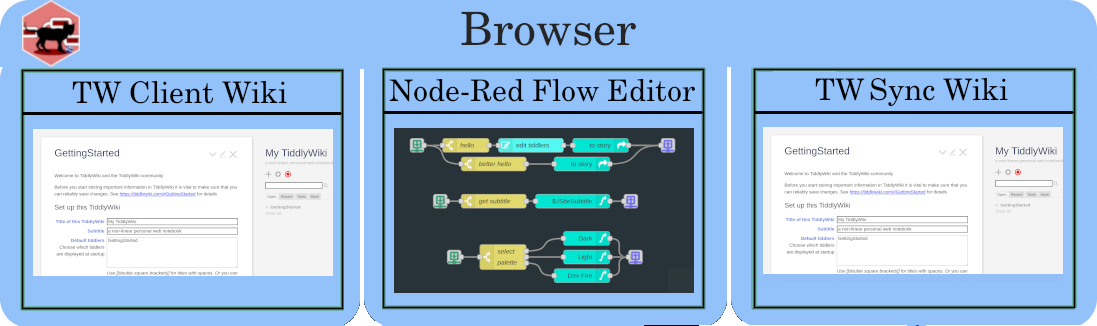 Browser
TW Client Wiki
GettingStarted
My TiddlyWiki
a non-linear personal web notebook
Welcome to TiddlyWiki and the TiddlyWiki community
Before you start storing important information in TiddlyWiki it is vital to make sure that you
can reliably save changes. See https://tiddlywiki.com/#GettingStarted for details
Set up this TiddlyWiki
Title of this TiddlyWiki My TiddlyWiki
Subtitle a non-linear personal web notebook
Default tiddlers GettingStarted
Choose which tiddlers
are displayed at startup
Use [[double square brackets]] for titles with spaces. Or you can
Open Recent Tools More
GettingStarted
close all
Node-Red Flow Editor
hello edit tiddlers to story
better hello to story
get subtitle $:/SiteSubtitle
select
palette
Dark
Light
Dev Fire
TW Sync Wiki
GettingStarted
My TiddlyWiki
a non-linear personal web notebook
Welcome to TiddlyWiki and the TiddlyWiki community
Before you start storing important information in TiddlyWiki it is vital to make sure that you
can reliably save changes. See https://tiddlywiki.com/#GettingStarted for details
Set up this TiddlyWiki
Title of this TiddlyWiki My TiddlyWiki
Subtitle a non-linear personal web notebook
Default tiddlers GettingStarted
Choose which tiddlers
are displayed at startup
Use [[double square brackets]] for titles with spaces. Or you can
Open Recent Tools More
GettingStarted
close all